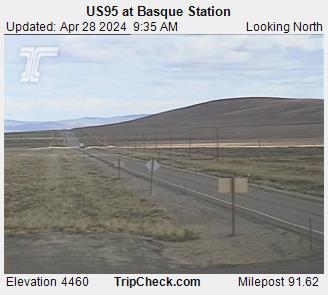 US95 at Basque Station
Updated: Apr 28 2024 9:35 AM Looking North
Elevation 4460 TripCheck.com Milepost 91.62